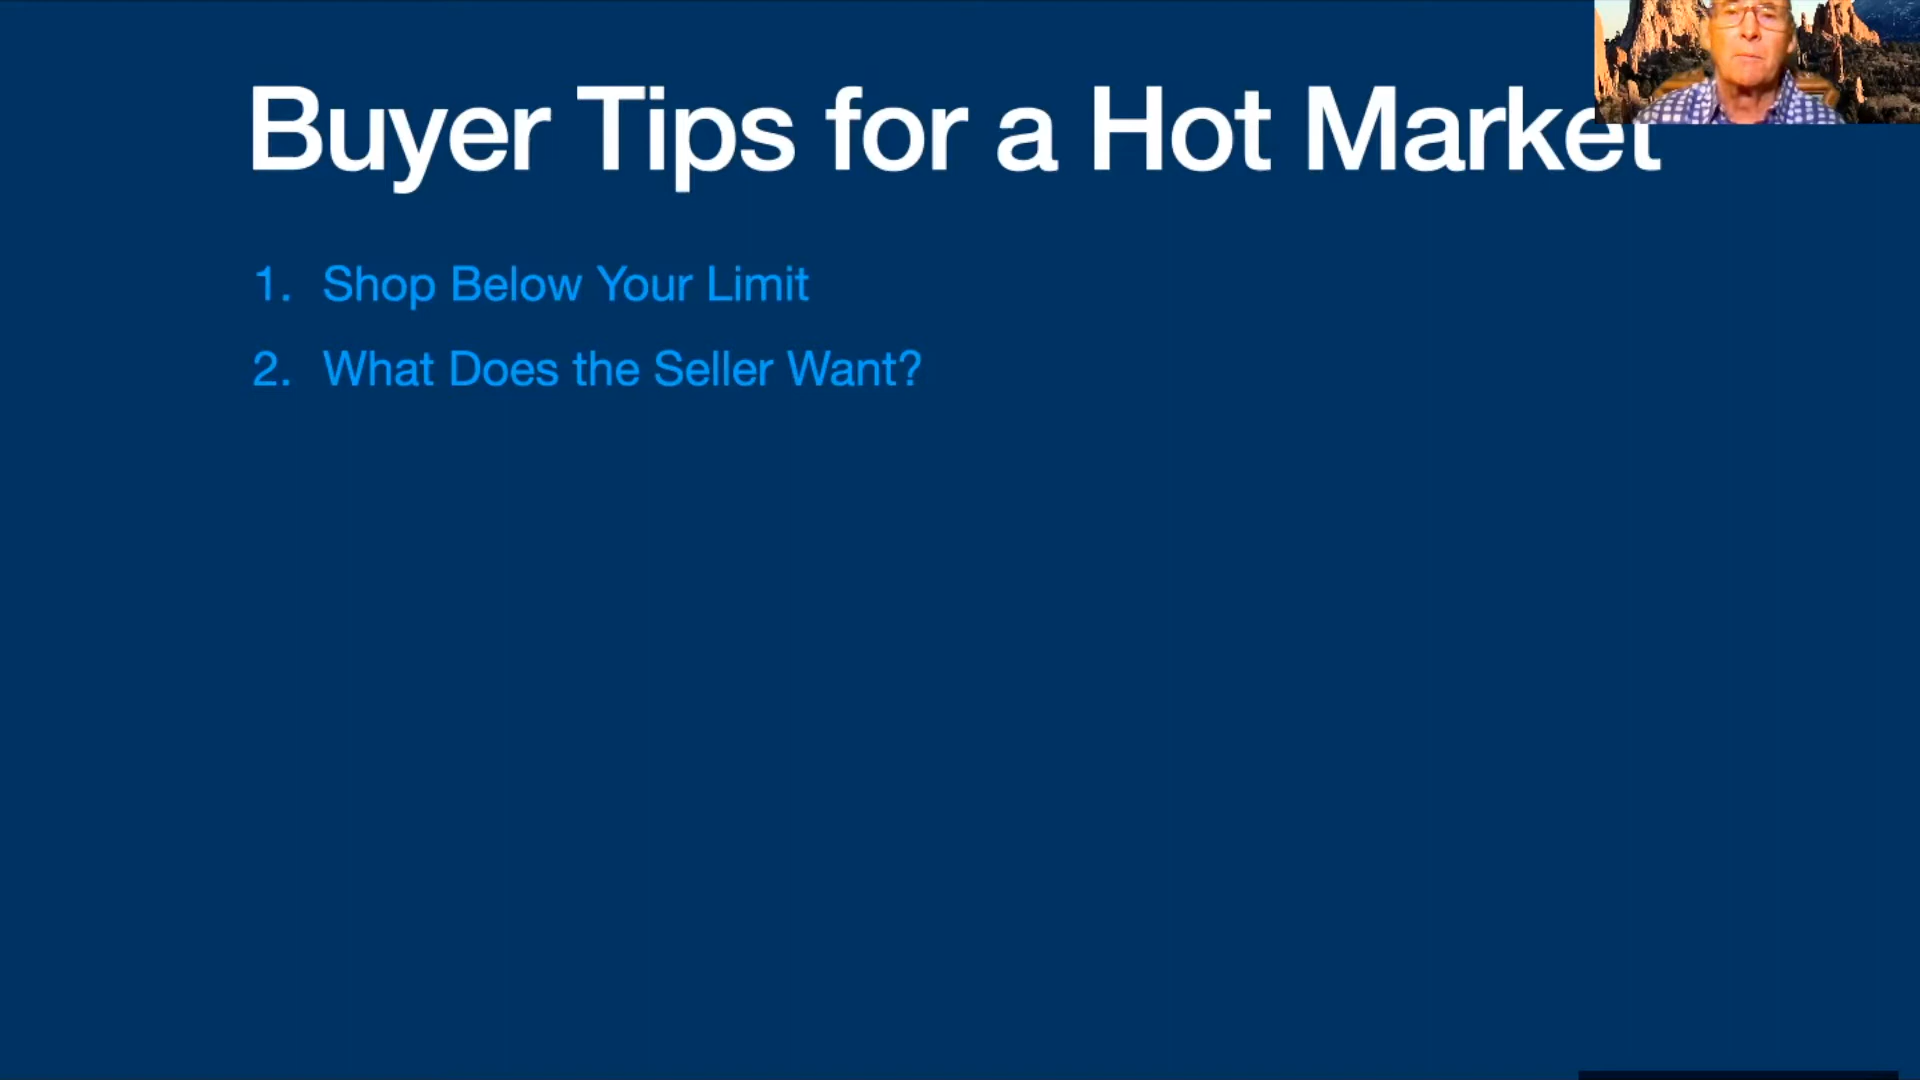 Buyer Tips for a Hot Market
1. Shop Below Your Limit
2. What Does the Seller Want?